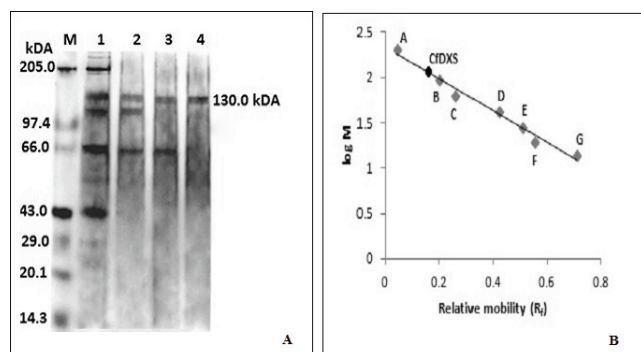 kDA M 1 2 3 4
205.0
130.0 kDA
97.4
66.0
43.0
29.0
20.1
14.3
A
2.5
2
1.5
1
0.5
0
log M
A
CfDXS
B
C
D
E
F
G
0 0.2 0.4 0.6 0.8
Relative mobility (Rf)
B